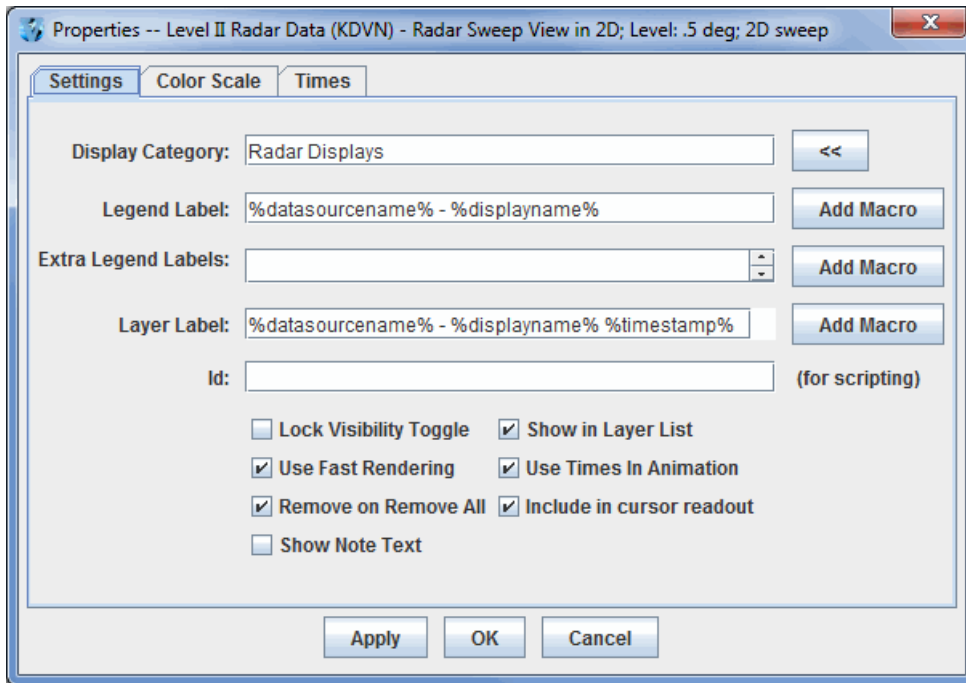 Properties -- Level II Radar Data (KDVN) - Radar Sweep View in 2D; Level: .5 deg; 2D sweep
Settings Color Scale Times
Display Category: Radar Displays <<
Legend Label: %datasourcename% - %displayname% Add Macro
Extra Legend Labels: Add Macro
Layer Label: %datasourcename% - %displayname% %timestamp% Add Macro
Id: (for scripting)
Lock Visibility Toggle Show in Layer List
Use Fast Rendering Use Times In Animation
Remove on Remove All Include in cursor readout
Show Note Text
Apply OK Cancel